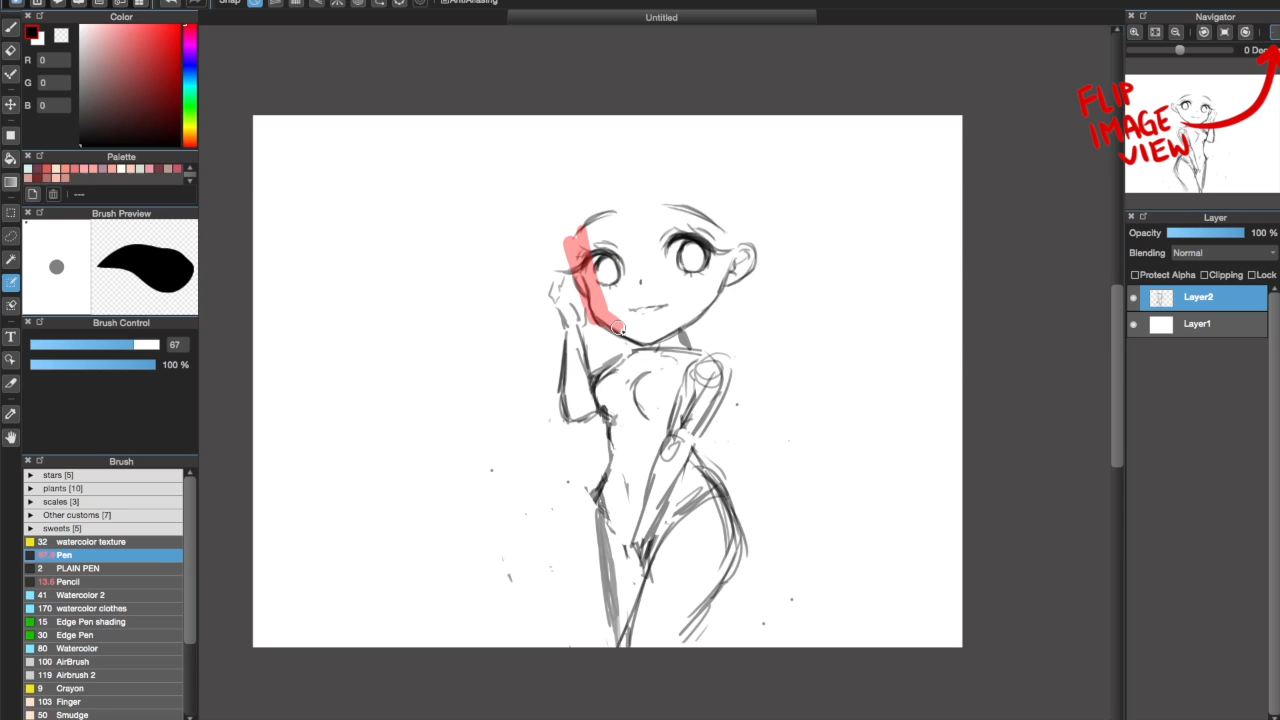 Snap
AntiAliasing
Color
Untitled
Navigator
R 0
G 0
B 0
0 Deg
FLIP
IMAGE
VIEW
Palette
---
Brush Preview
Layer
Opacity 100 %
Blending Normal
Protect Alpha Clipping Lock
Layer2
Layer1
Brush Control
67
100 %
Brush
stars [5]
plants [10]
scales [3]
Other customs [7]
sweets [5]
32 watercolor texture
Pen
2 PLAIN PEN
13.6 Pencil
41 Watercolor 2
170 watercolor clothes
15 Edge Pen shading
30 Edge Pen
80 Watercolor
100 AirBrush
119 Airbrush 2
9 Crayon
103 Finger
50 Smudge
T